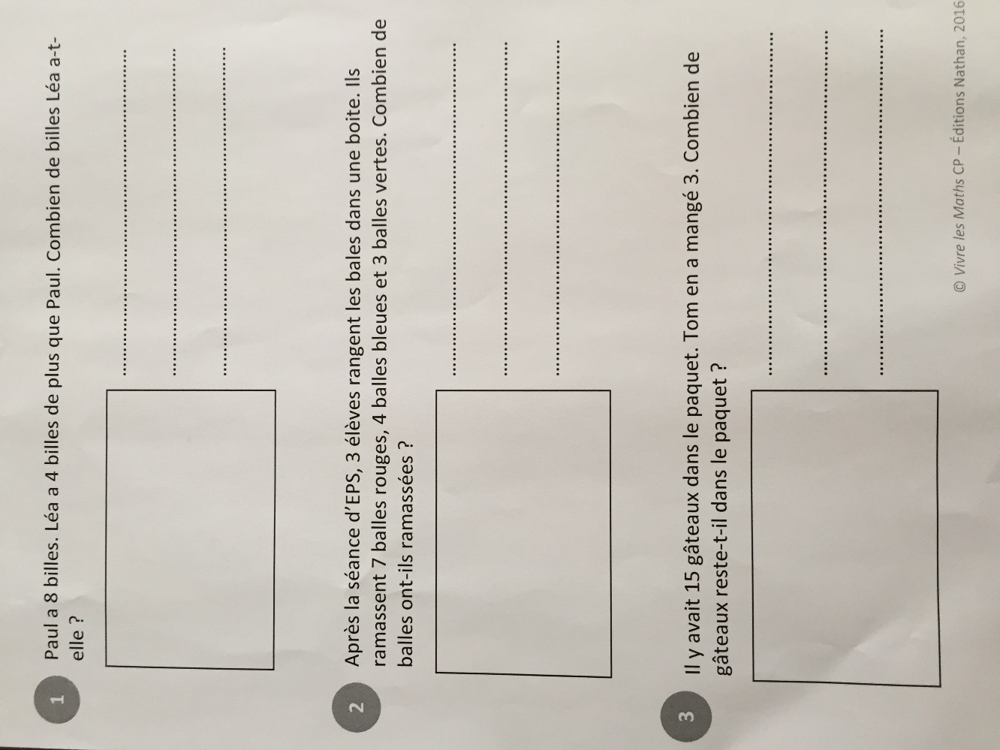 1
Paul a 8 billes. Léa a 4 billes de plus que Paul. Combien de billes Léa a-t-
elle ?
2
Après la séance d'EPS, 3 élèves rangent les bales dans une boite. Ils
ramassent 7 balles rouges, 4 balles bleues et 3 balles vertes. Combien de
balles ont-ils ramassées ?
3
Il y avait 15 gâteaux dans le paquet. Tom en a mangé 3. Combien de
gâteaux reste-t-il dans le paquet ?
© Vivre les Maths CP – Éditions Nathan, 2016